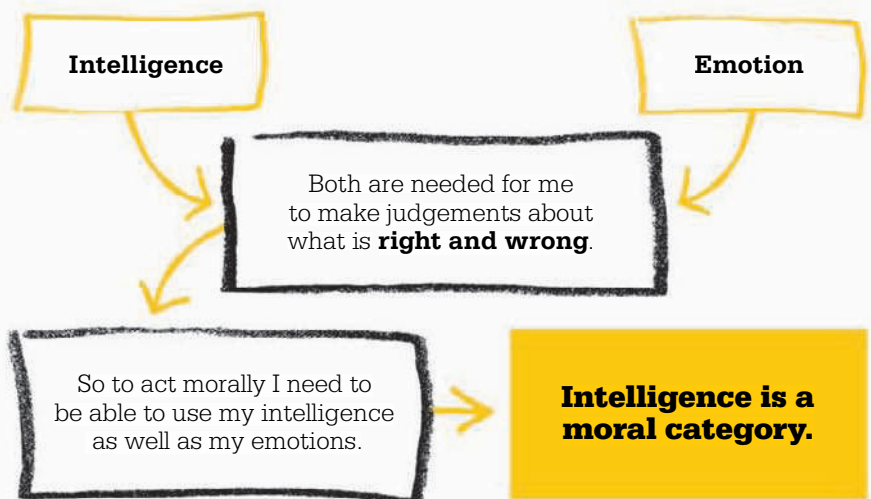 Intelligence
Emotion
Both are needed for me
to make judgements about
what is right and wrong.
So to act morally I need to
be able to use my intelligence
as well as my emotions.
Intelligence is a
moral category.